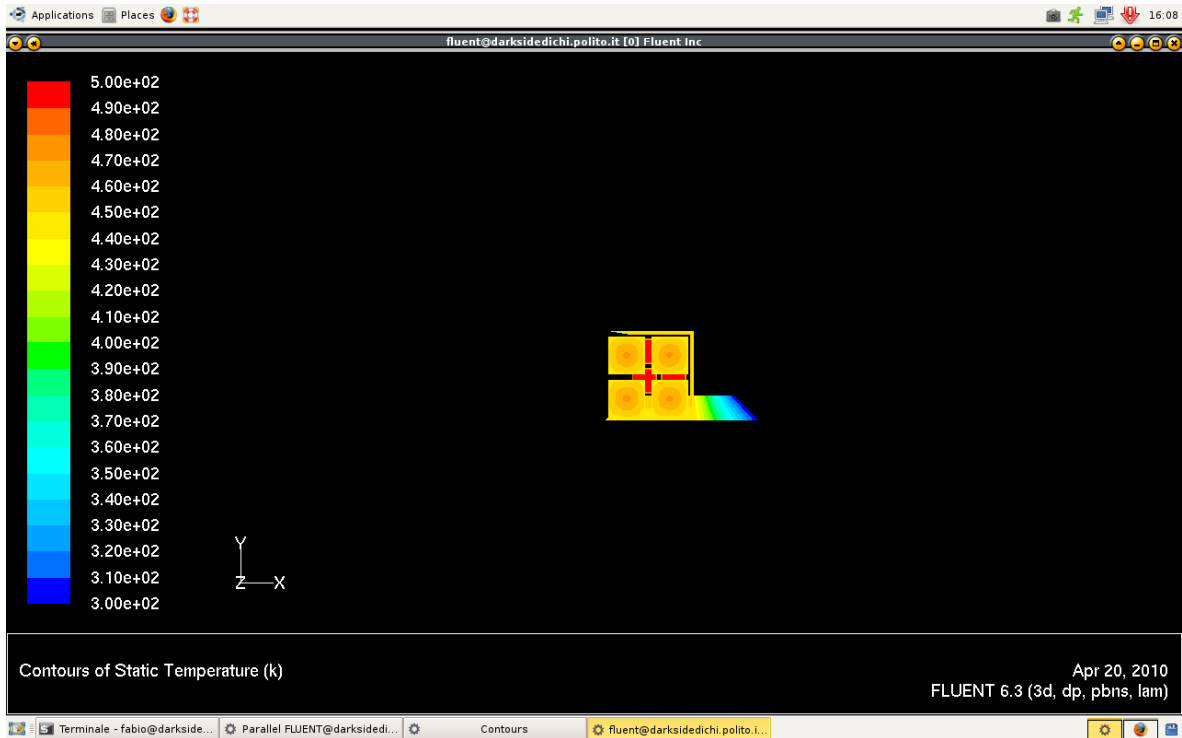 Applications Places 16:08
fluent@darksidedichi.polito.it [0] Fluent Inc
5.00e+02
4.90e+02
4.80e+02
4.70e+02
4.60e+02
4.50e+02
4.40e+02
4.30e+02
4.20e+02
4.10e+02
4.00e+02
3.90e+02
3.80e+02
3.70e+02
3.60e+02
3.50e+02
3.40e+02
3.30e+02
3.20e+02
3.10e+02
3.00e+02
Y
Z X
Contours of Static Temperature (k)
Apr 20, 2010
FLUENT 6.3 (3d, dp, pbns, lam)
Terminale - fabio@darkside... Parallel FLUENT@darksidedi... Contours fluent@darksidedichi.polito.i...